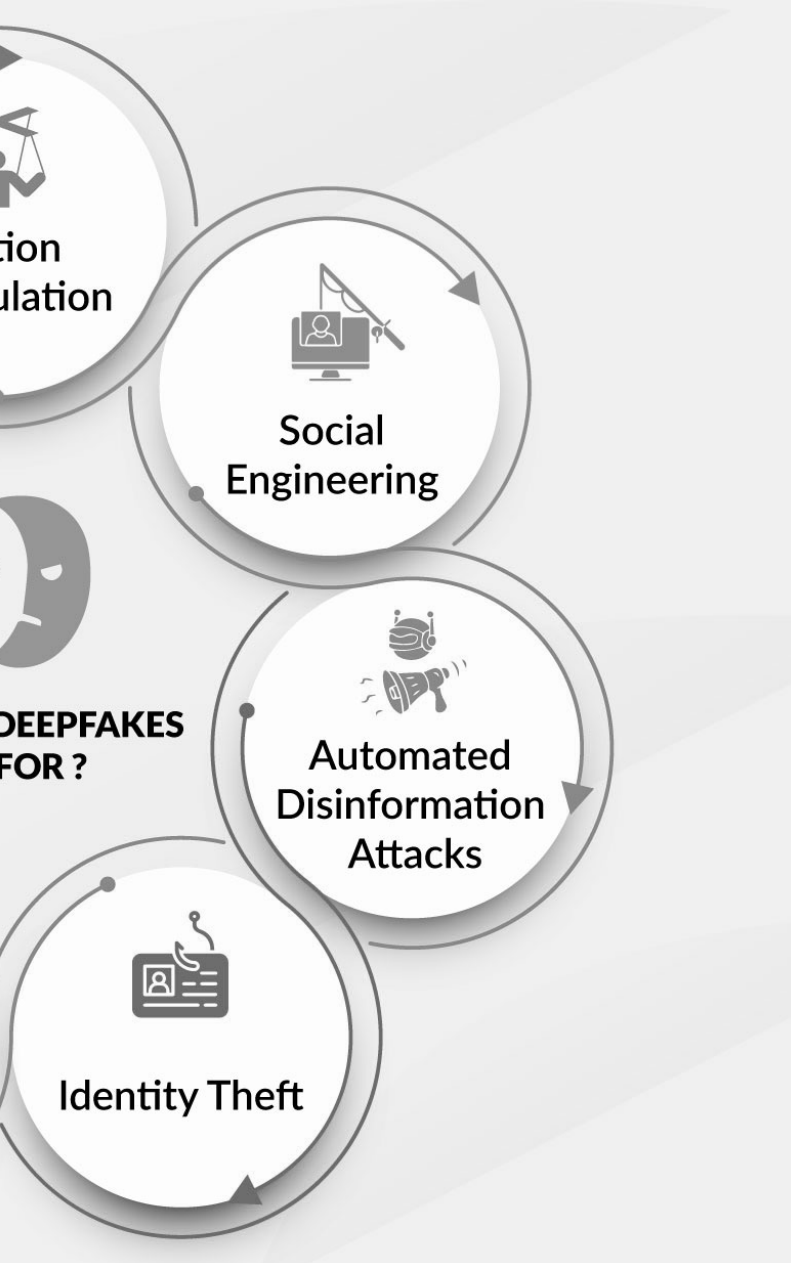 tion
ulation
Social
Engineering
DEEPFAKES
FOR ?
Automated
Disinformation
Attacks
Identity Theft